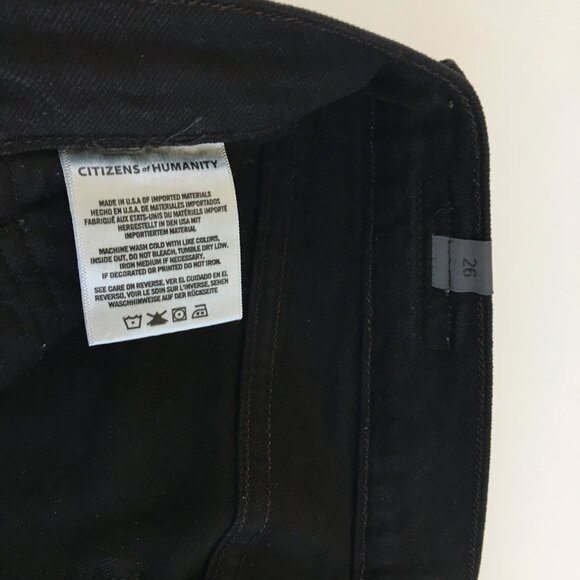 CITIZENS of HUMANITY
MADE IN U.S.A OF IMPORTED MATERIALS
HECHO EN U.S.A. DE MATERIALES IMPORTADOS
FABRIQUÉ AUX ETATS-UNIS DU MATÉRIELS IMPORTÉ
HERGESTELLT IN DEN USA MIT
IMPORTIERTEM MATERIAL
MACHINE WASH COLD WITH LIKE COLORS,
INSIDE OUT, DO NOT BLEACH, TUMBLE DRY LOW.
IRON MEDIUM IF NECESSARY.
IF DECORATED OR PRINTED DO NOT IRON.
SEE CARE ON REVERSE. VER EL CUIDADO EN EL
REVERSO. VOIR LE SOIN SUR L'INVERSE. SEHEN
WASCHHINWEISE AUF DER RÜCKSEITE
26